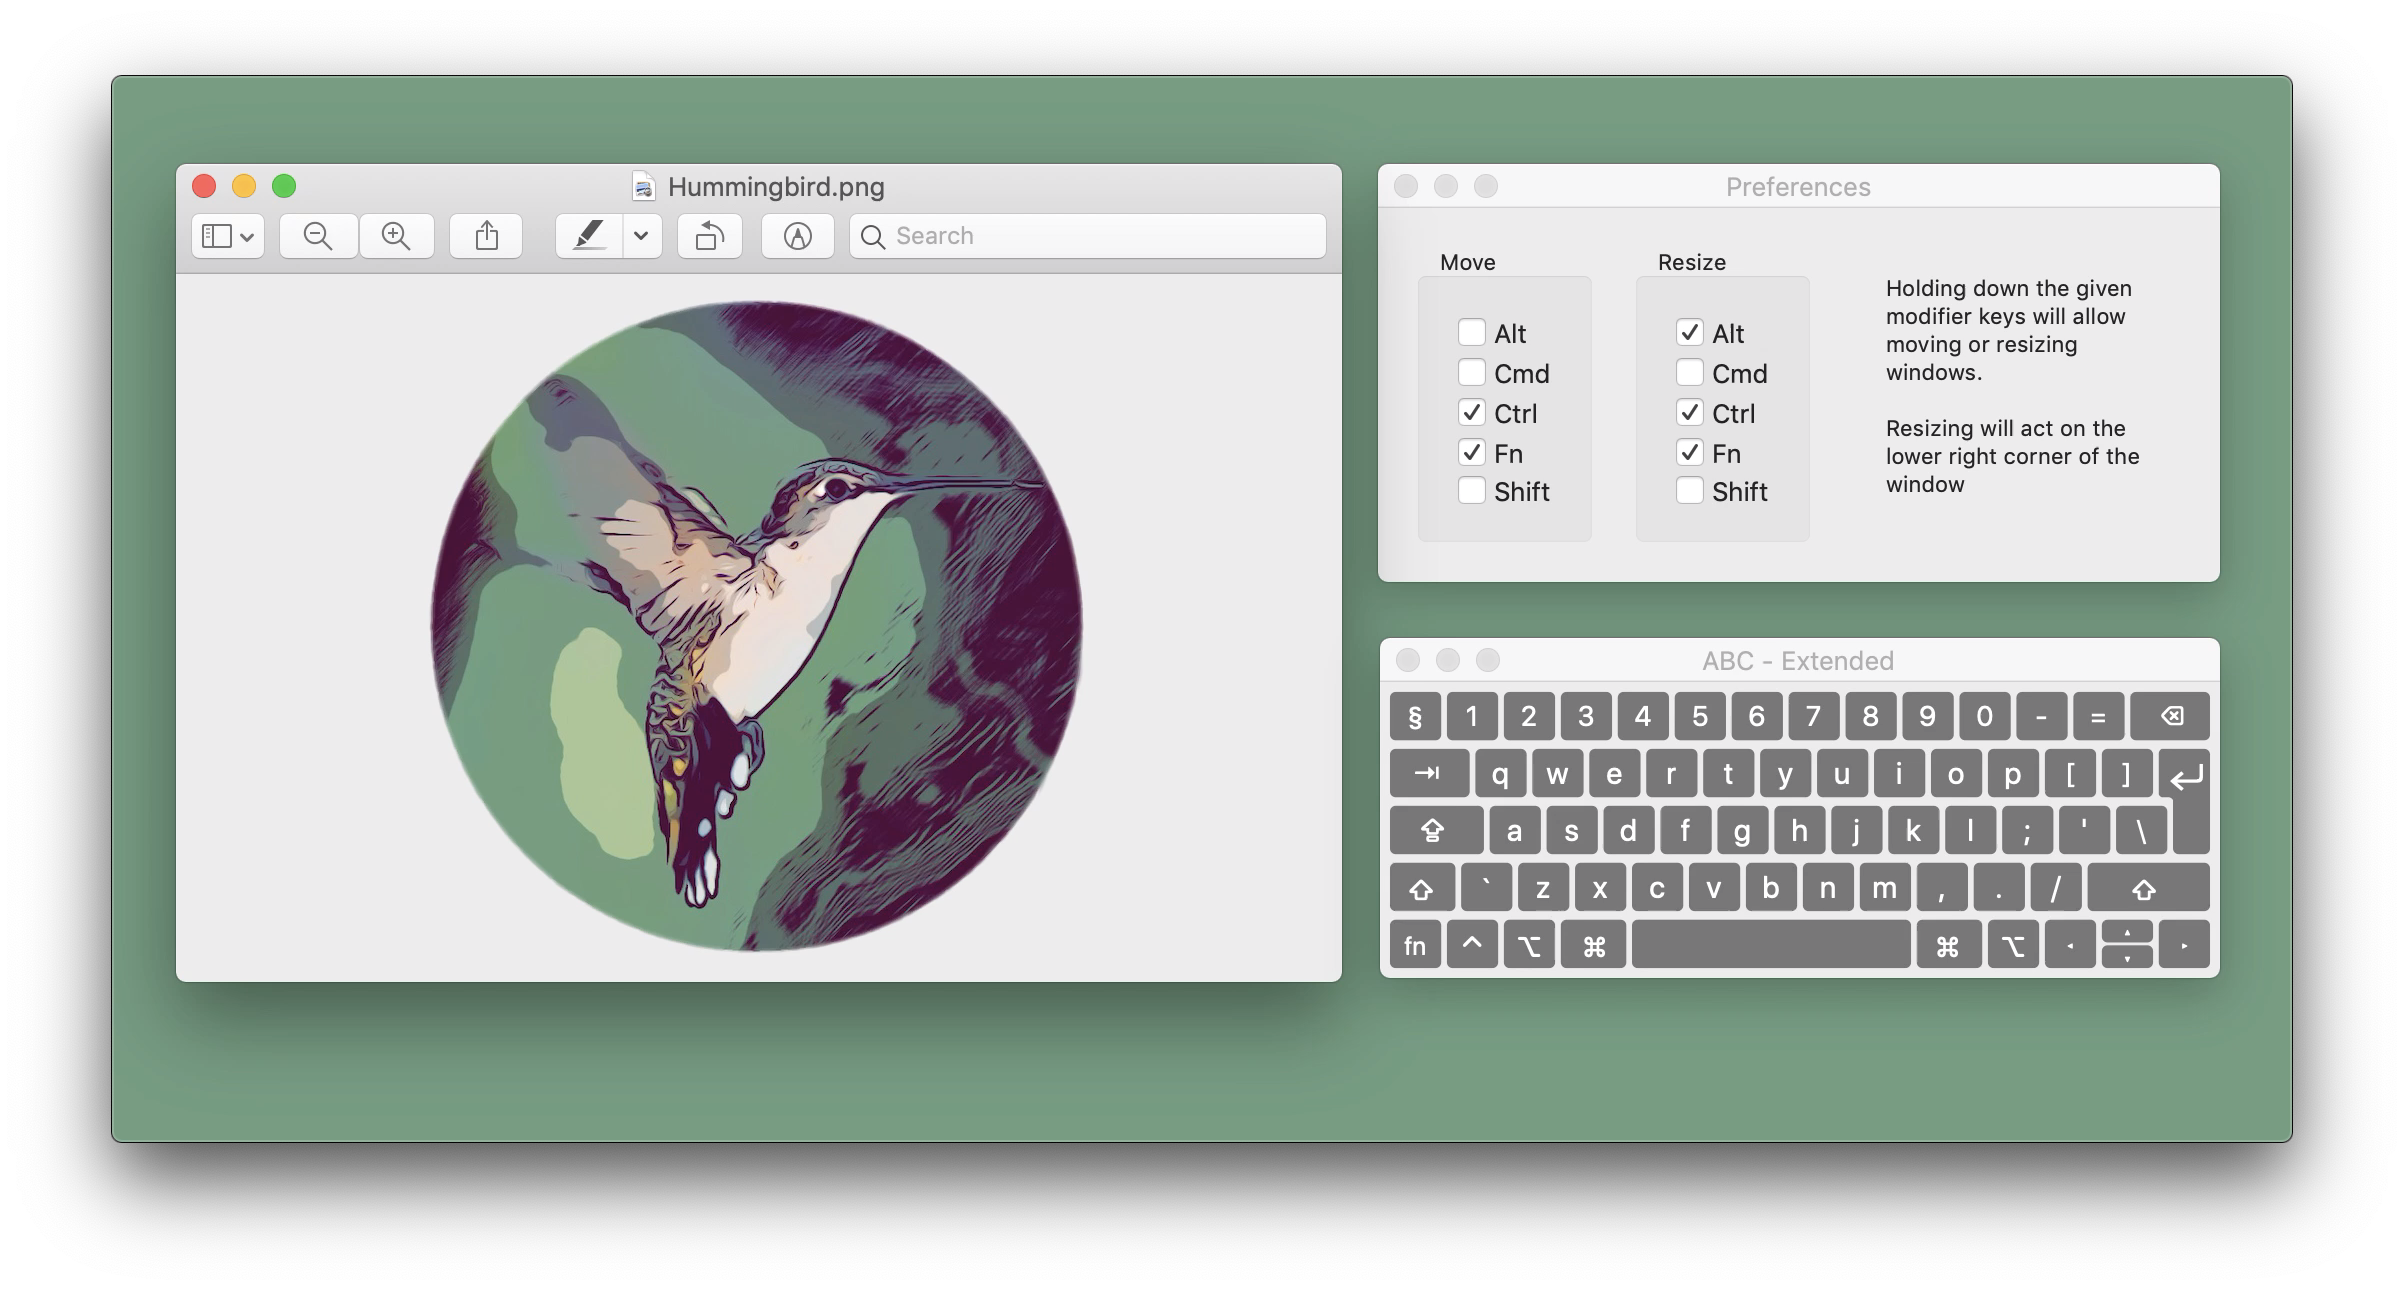 Hummingbird.png
Search
Preferences
Move
Resize
Alt
Cmd
Ctrl
Fn
Shift
Alt
Cmd
Ctrl
Fn
Shift
Holding down the given
modifier keys will allow
moving or resizing
windows.
Resizing will act on the
lower right corner of the
window
ABC - Extended
§ 1 2 3 4 5 6 7 8 9 0 - =
q w e r t y u i o p [ ]
a s d f g h j k l ; ' \
` z x c v b n m , . /
fn ^ ⌥ ⌘ ⌘ ⌥